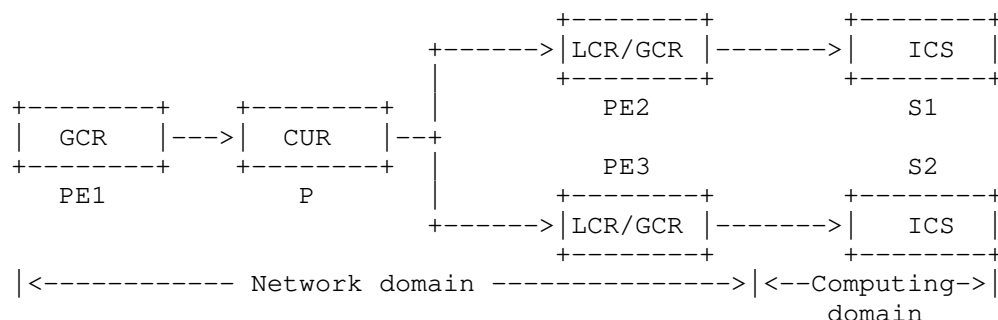 LCR/GCR ICS
PE2 S1
GCR CUR
PE3 S2
PE1 P
LCR/GCR ICS
Network domain Computing
domain